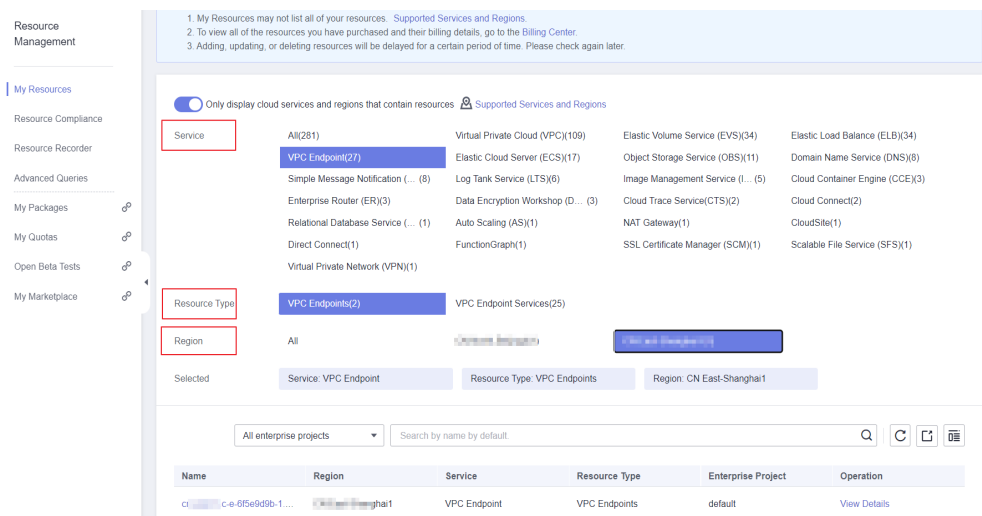 Resource
Management
My Resources
Resource Compliance
Resource Recorder
Advanced Queries
My Packages
My Quotas
Open Beta Tests
My Marketplace
1. My Resources may not list all of your resources. Supported Services and Regions.
2. To view all of the resources you have purchased and their billing details, go to the Billing Center.
3. Adding, updating, or deleting resources will be delayed for a certain period of time. Please check again later.
Only display cloud services and regions that contain resources Supported Services and Regions
Service All(281) Virtual Private Cloud (VPC)(109) Elastic Volume Service (EVS)(34) Elastic Load Balance (ELB)(34)
VPC Endpoint(27) Elastic Cloud Server (ECS)(17) Object Storage Service (OBS)(11) Domain Name Service (DNS)(8)
Simple Message Notification (... (8) Log Tank Service (LTS)(6) Image Management Service (I... (5) Cloud Container Engine (CCE)(3)
Enterprise Router (ER)(3) Data Encryption Workshop (D... (3) Cloud Trace Service(CTS)(2) Cloud Connect(2)
Relational Database Service (... (1) Auto Scaling (AS)(1) NAT Gateway(1) CloudSite(1)
Direct Connect(1) FunctionGraph(1) SSL Certificate Manager (SCM)(1) Scalable File Service (SFS)(1)
Virtual Private Network (VPN)(1)
Resource Type VPC Endpoints(2) VPC Endpoint Services(25)
Region All
Selected Service: VPC Endpoint Resource Type: VPC Endpoints Region: CN East-Shanghai1
All enterprise projects Search by name by default.
Name Region Service Resource Type Enterprise Project Operation
c-e-6f5e9d9b-1.... ghai1 VPC Endpoint VPC Endpoints default View Details